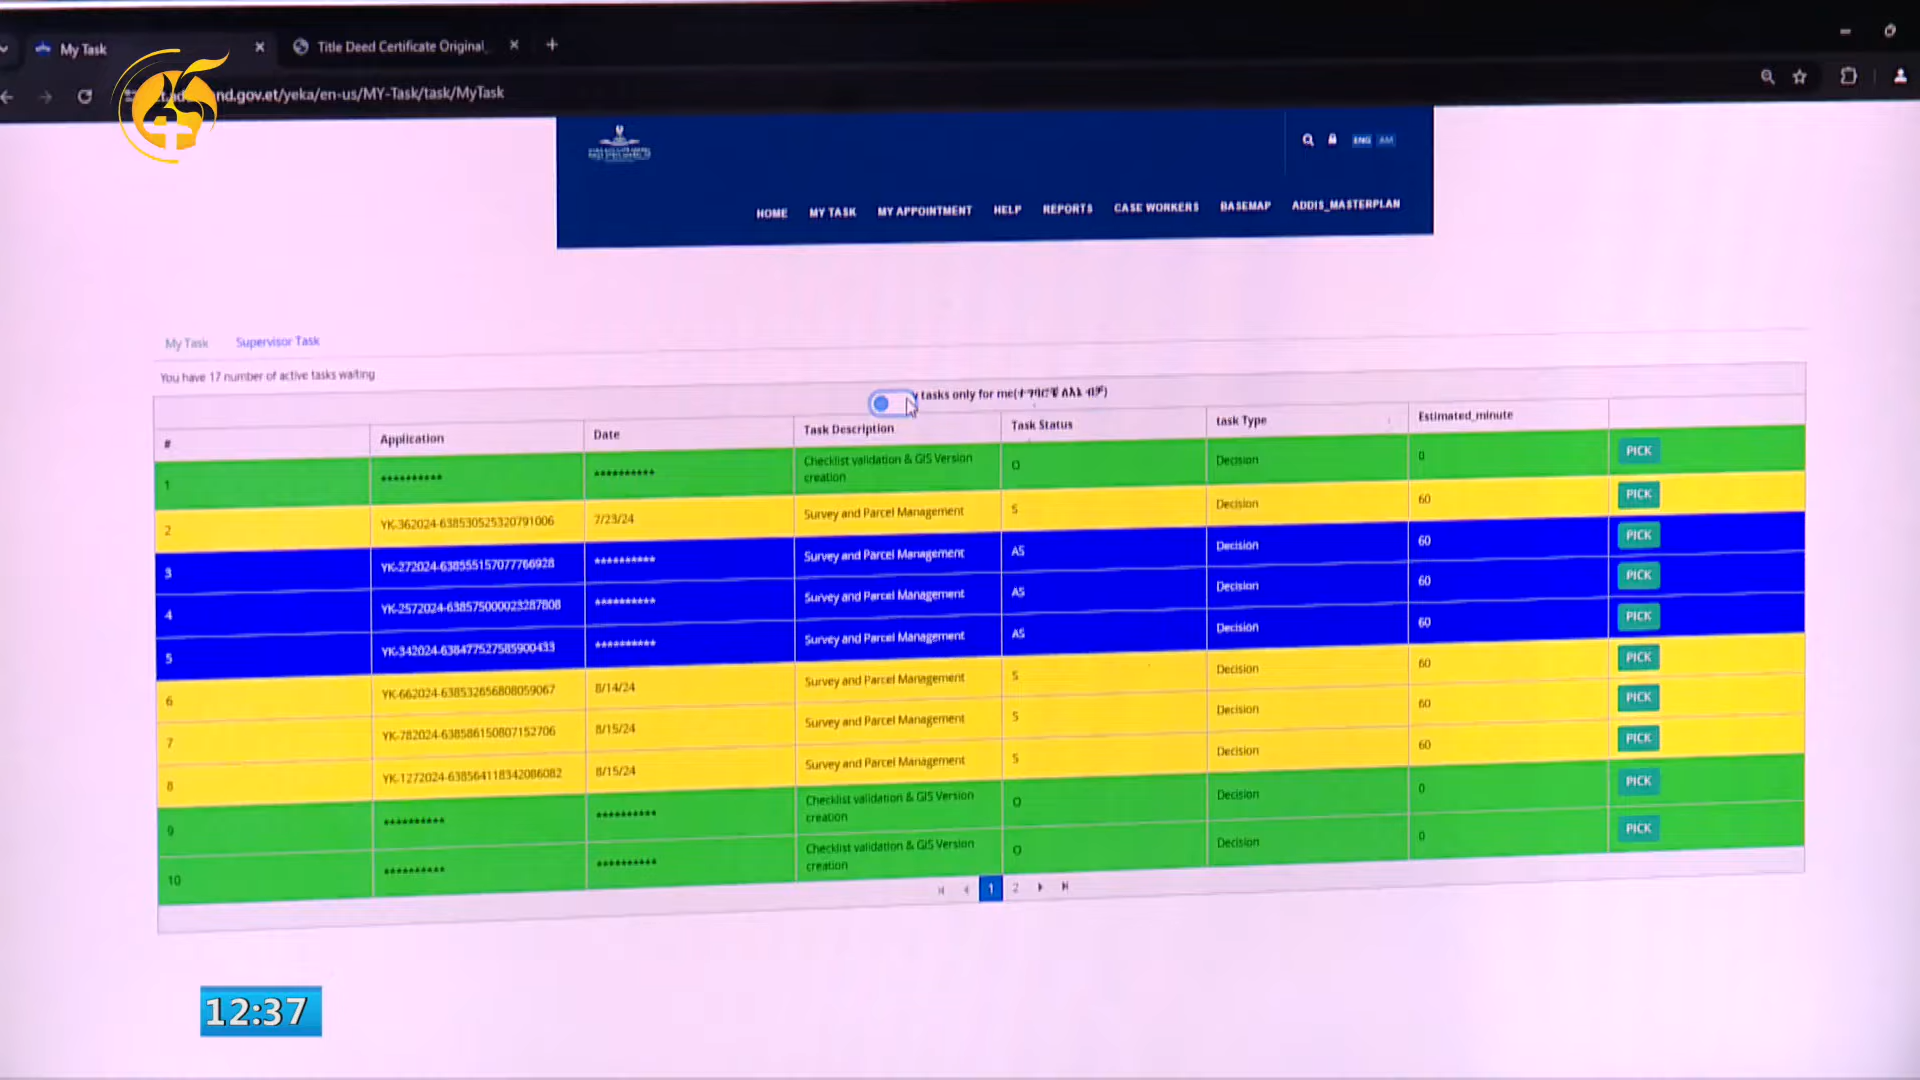 My Task
Title Deed Certificate Original
nd.gov.et/yeka/en-us/MY-Task/task/MyTask
ENG AM
HOME MY TASK MY APPOINTMENT HELP REPORTS CASE WORKERS BASEMAP ADDIS_MASTERPLAN
My Task Supervisor Task
You have 17 number of active tasks waiting
tasks only for me(ተግባሮቼ ለእኔ ብቻ)
# Application Date Task Description Task Status task Type Estimated_minute
1 ********** ********** Checklist validation & GIS Version creation O Decision 0 PICK
2 YK-362024-638530525320791006 7/23/24 Survey and Parcel Management S Decision 60 PICK
3 YK-272024-638555157077766928 ********** Survey and Parcel Management AS Decision 60 PICK
4 YK-2572024-638575000023287808 ********** Survey and Parcel Management AS Decision 60 PICK
5 YK-342024-638477527585900433 ********** Survey and Parcel Management AS Decision 60 PICK
6 YK-662024-638532656808059067 8/14/24 Survey and Parcel Management S Decision 60 PICK
7 YK-782024-638586150807152706 8/15/24 Survey and Parcel Management S Decision 60 PICK
8 YK-1272024-638564118342086082 8/15/24 Survey and Parcel Management S Decision 60 PICK
9 ********** ********** Checklist validation & GIS Version creation O Decision 0 PICK
10 ********** ********** Checklist validation & GIS Version creation O Decision 0 PICK
1 2
12:37